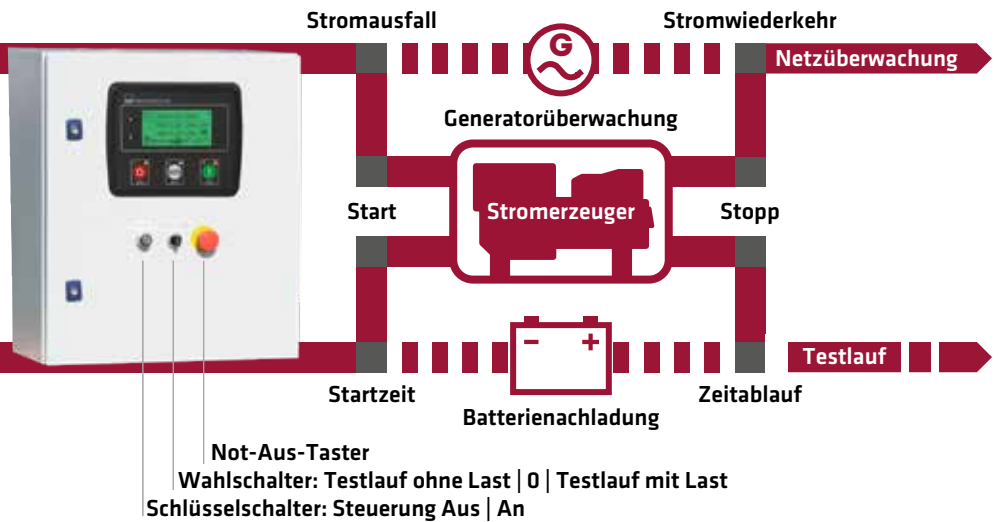 Stromausfall
Stromwiederkehr
G
Netzüberwachung
Generatorüberwachung
Start
Stromerzeuger
Stopp
Testlauf
Startzeit
Batterienachladung
Zeitablauf
Not-Aus-Taster
Wahlschalter: Testlauf ohne Last | 0 | Testlauf mit Last
Schlüsselschalter: Steuerung Aus | An